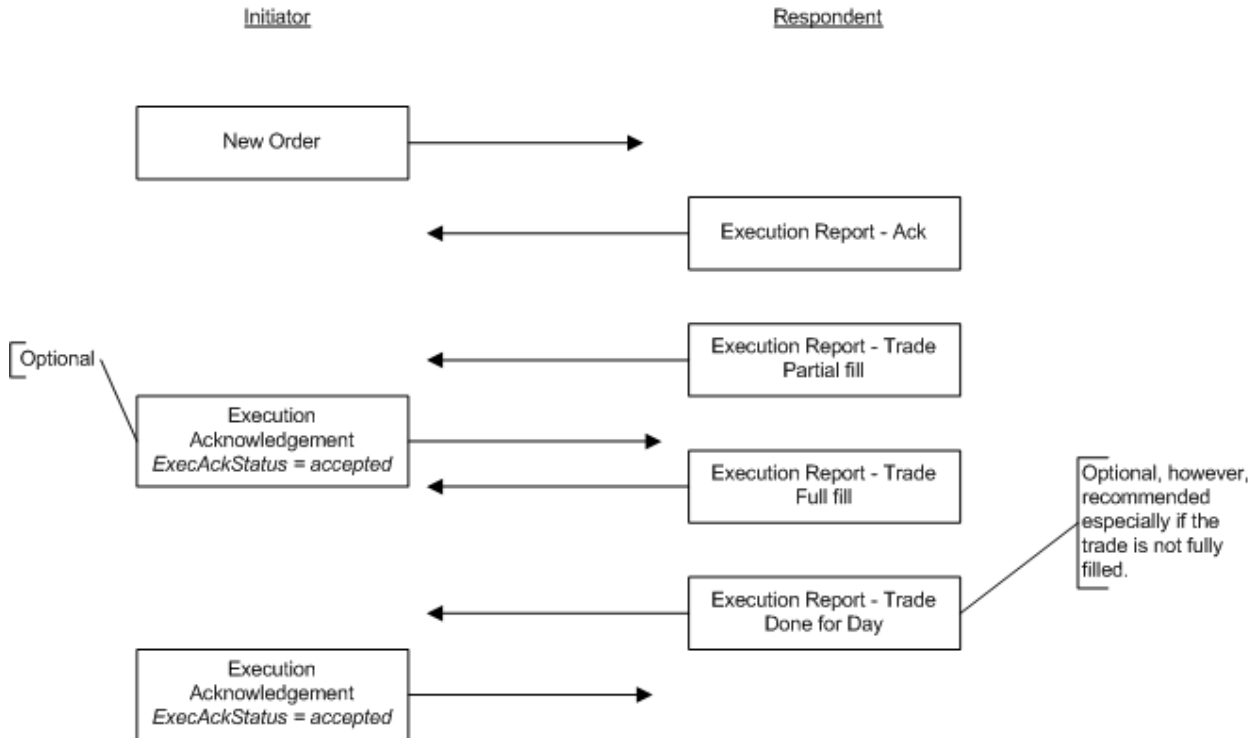 Initiator
Respondent
New Order
Execution Report - Ack
Execution Report - Trade
Partial fill
Optional
Execution
Acknowledgement
ExecAckStatus = accepted
Execution Report - Trade
Full fill
Optional, however,
recommended
especially if the
trade is not fully
filled.
Execution Report - Trade
Done for Day
Execution
Acknowledgement
ExecAckStatus = accepted